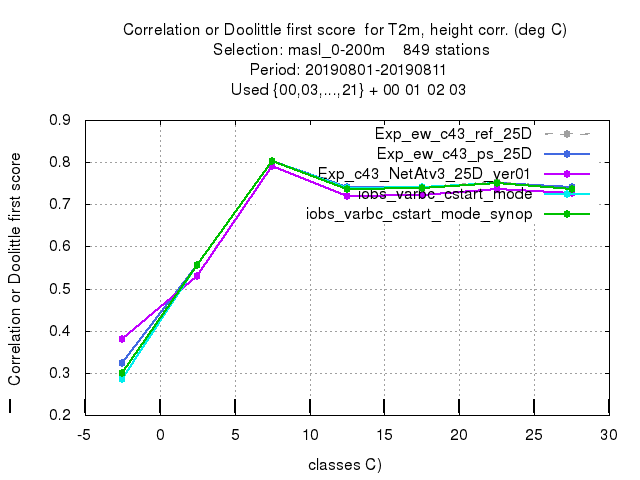 Correlation or Doolittle first score for T2m, height corr. (deg C)
Selection: masl_0-200m 849 stations
Period: 20190801-20190811
Used {00,03,...,21} + 00 01 02 03
Correlation or Doolittle first score
0.9
0.8
0.7
0.6
0.5
0.4
0.3
0.2
Exp_ew_c43_ref_25D
Exp_ew_c43_ps_25D
Exp_c43_NetAtv3_25D_ver01
iobs_varbc_cstart_mode
iobs_varbc_cstart_mode_synop
-5 0 5 10 15 20 25 30
classes C)